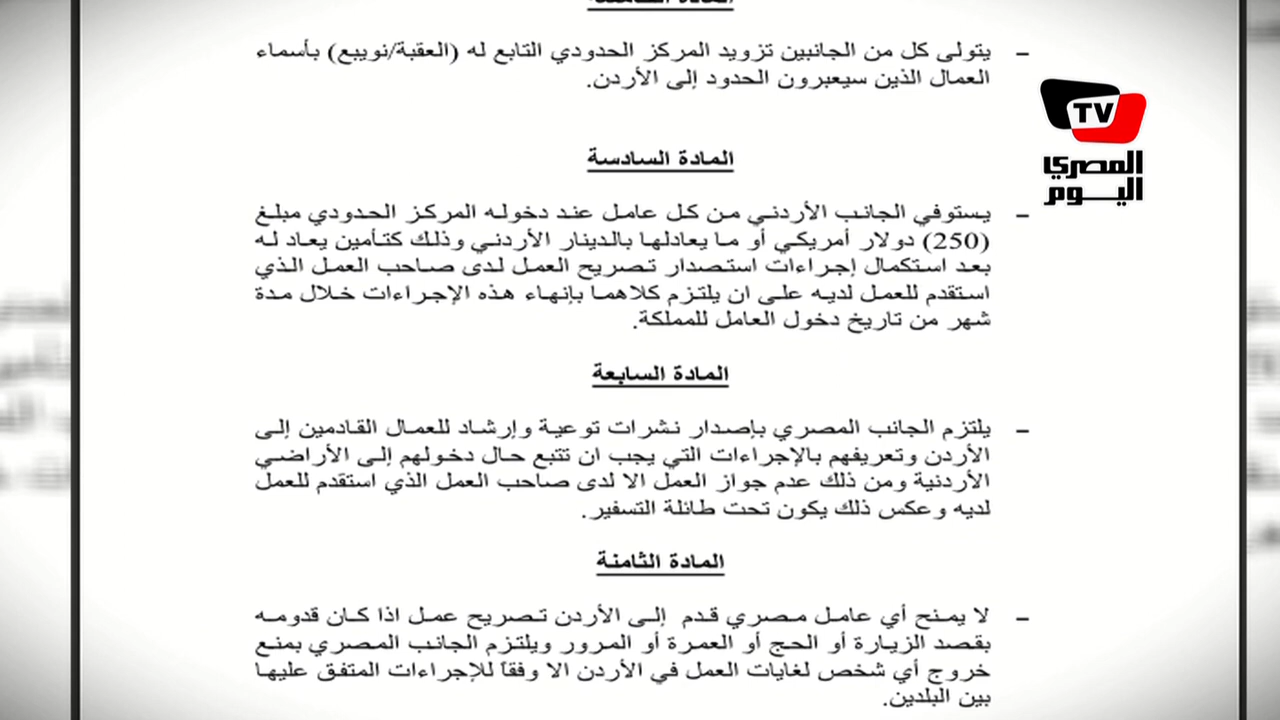 – يتولى كل من الجانبين تزويد المركز الحدودي التابع له (العقبة/نويبع) بأسماء
العمال الذين سيعبرون الحدود إلى الأردن.
TV
المصري
اليوم
المادة السادسة
– يستوفي الجانب الأردني من كل عامل عند دخوله المركز الحدودي مبلغ
(250) دولار أمريكي أو ما يعادلها بالدينار الأردني وذلك كتأمين يعاد له
بعد استكمال إجراءات استصدار تصريح العمل لدى صاحب العمل الذي
استقدم للعمل لديه على ان يلتزم كلاهما بإنهاء هذه الإجراءات خلال مدة
شهر من تاريخ دخول العامل للمملكة.
المادة السابعة
– يلتزم الجانب المصري بإصدار نشرات توعية وإرشاد للعمال القادمين إلى
الأردن وتعريفهم بالإجراءات التي يجب ان تتبع حال دخولهم إلى الأراضي
الأردنية ومن ذلك عدم جواز العمل الا لدى صاحب العمل الذي استقدم للعمل
لديه وعكس ذلك يكون تحت طائلة التسفير.
المادة الثامنة
– لا يمنح أي عامل مصري قدم إلى الأردن تصريح عمل اذا كان قدومه
بقصد الزيارة أو الحج أو العمرة أو المرور ويلتزم الجانب المصري بمنع
خروج أي شخص لغايات العمل في الأردن الا وفقاً للإجراءات المتفق عليها
بين البلدين.